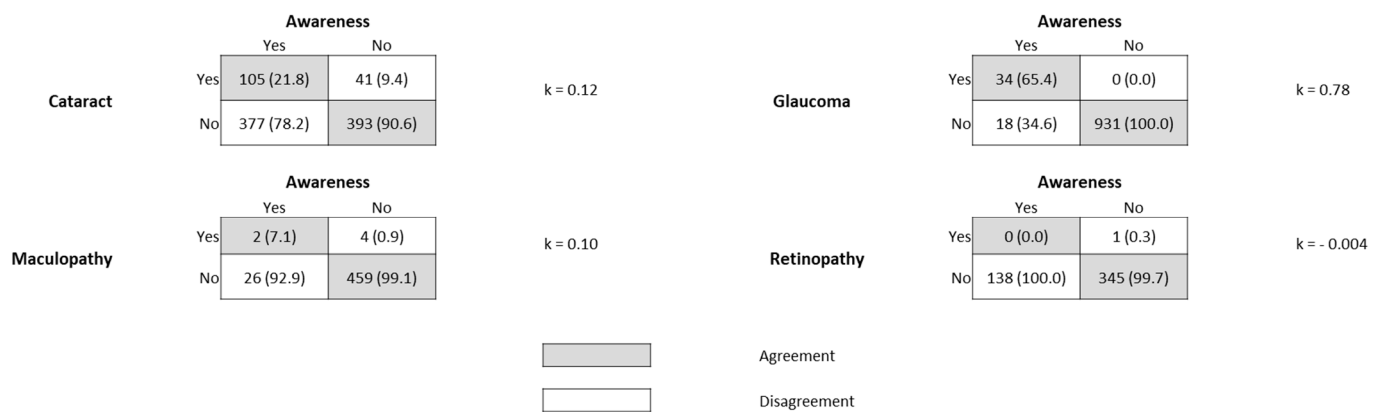 Awareness
Yes No
Cataract
Yes 105 (21.8) 41 (9.4)
No 377 (78.2) 393 (90.6)
k = 0.12
Awareness
Yes No
Glaucoma
Yes 34 (65.4) 0 (0.0)
No 18 (34.6) 931 (100.0)
k = 0.78
Awareness
Yes No
Maculopathy
Yes 2 (7.1) 4 (0.9)
No 26 (92.9) 459 (99.1)
k = 0.10
Awareness
Yes No
Retinopathy
Yes 0 (0.0) 1 (0.3)
No 138 (100.0) 345 (99.7)
k = - 0.004
Agreement
Disagreement